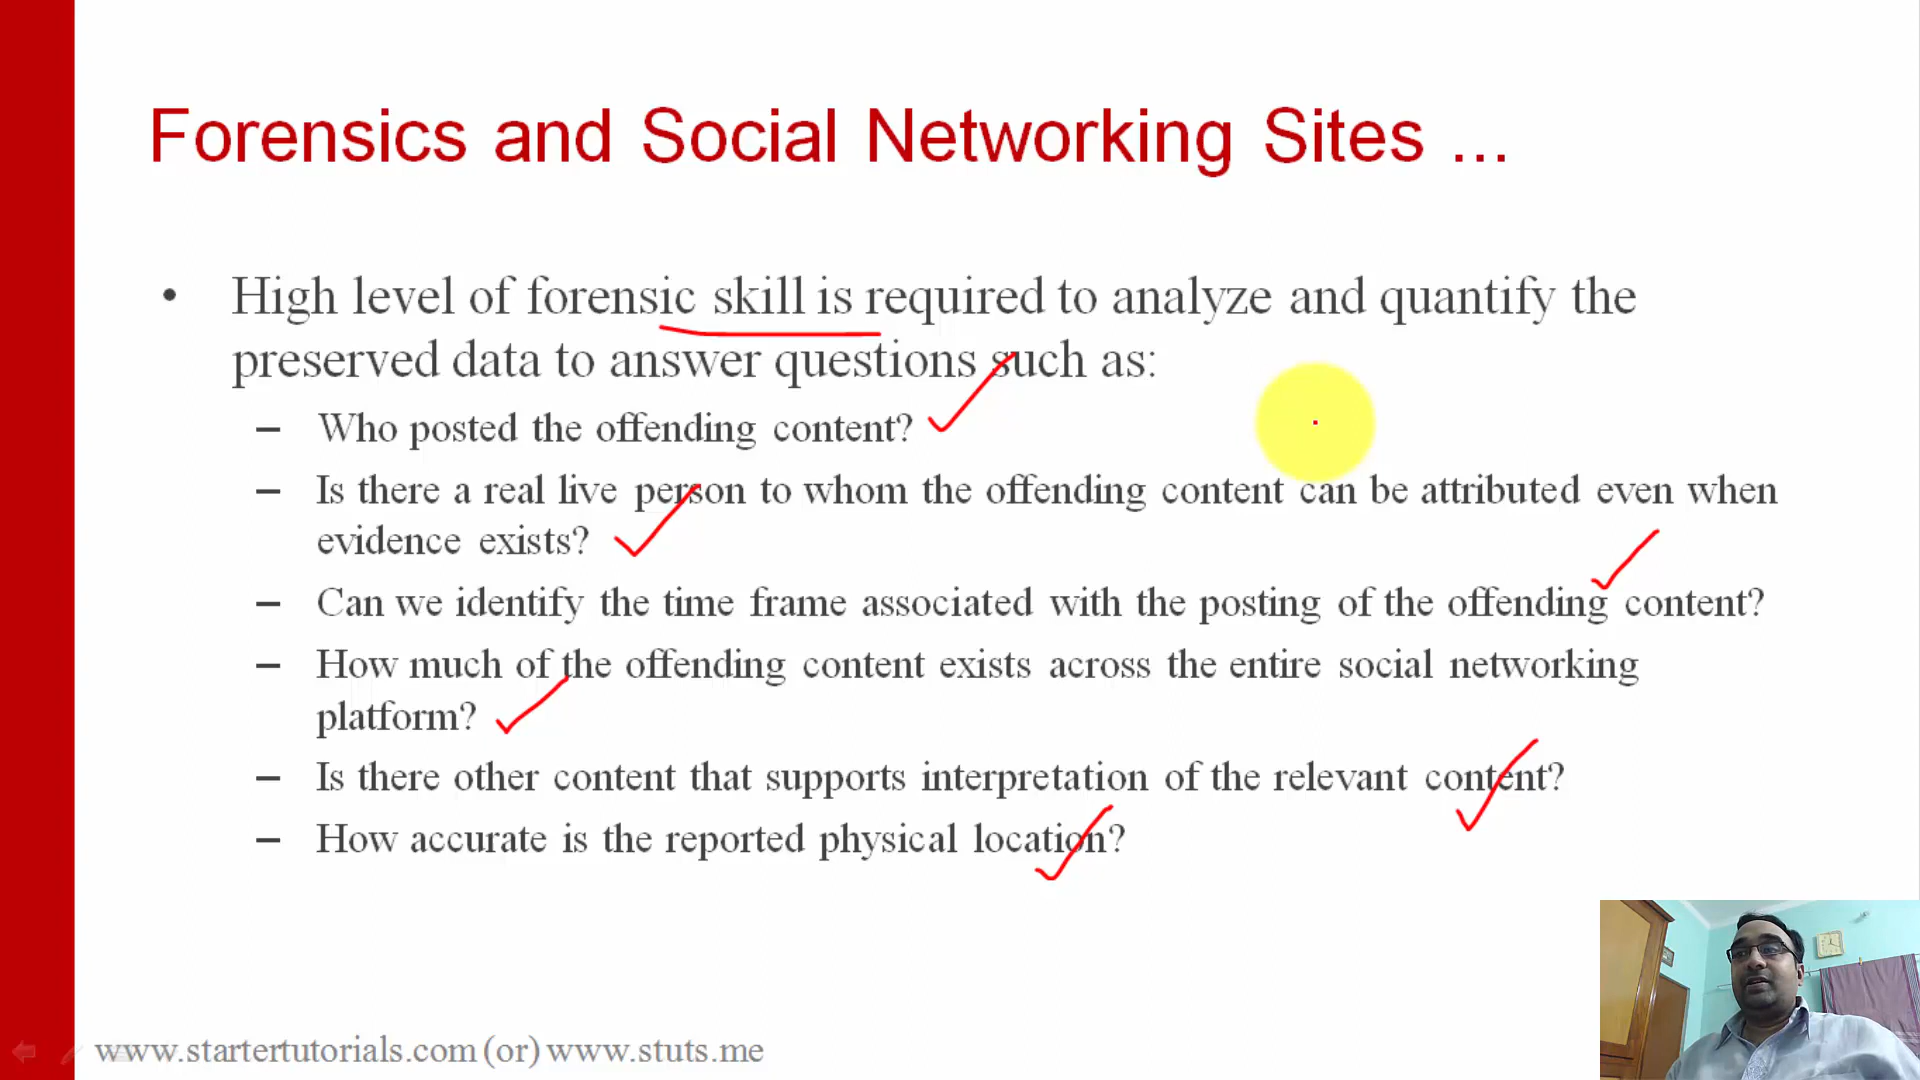 Forensics and Social Networking Sites ...
• High level of forensic skill is required to analyze and quantify the
preserved data to answer questions such as:
– Who posted the offending content?
– Is there a real live person to whom the offending content can be attributed even when
evidence exists?
– Can we identify the time frame associated with the posting of the offending content?
– How much of the offending content exists across the entire social networking
platform?
– Is there other content that supports interpretation of the relevant content?
– How accurate is the reported physical location?
www.startertutorials.com (or) www.stuts.me